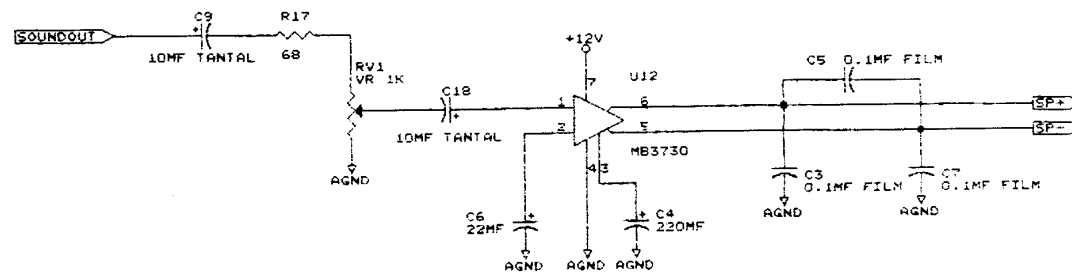 C9
R17
SOUNDOUT
+
10MF TANTAL
68
+12V
RV1
VR 1K
7
U12
C5 0.1MF FILM
C18
1
6
SP+
+
10MF TANTAL
2
5
SP-
MB3730
AGND
4 3
C3
0.1MF FILM
C7
0.1MF FILM
C6
22MF
+
+
C4
220MF
AGND
AGND
AGND
AGND
AGND